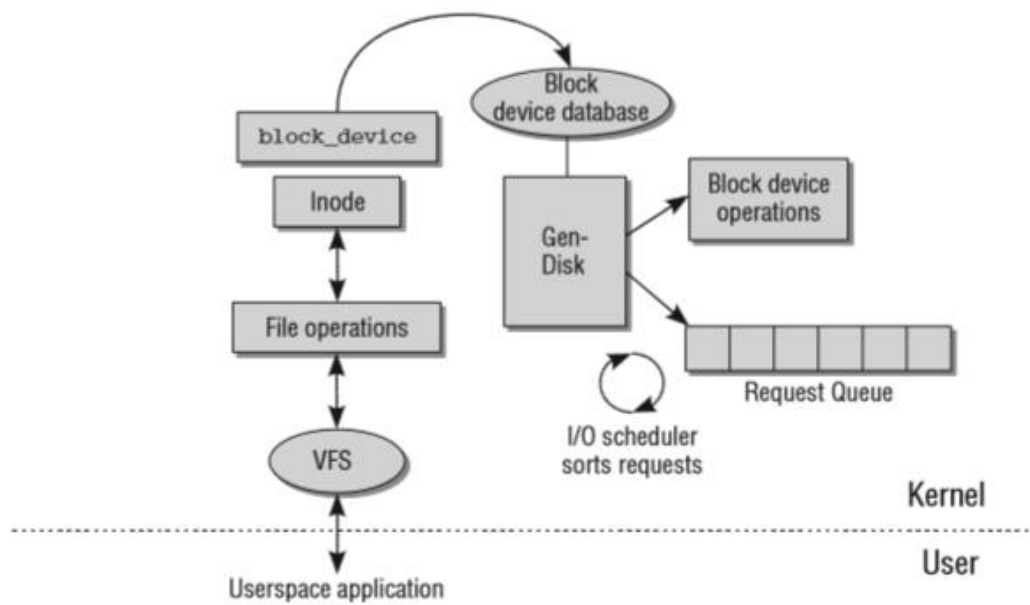 Block
device database
block_device
Inode
Block device
operations
Gen-
Disk
File operations
Request Queue
I/O scheduler
sorts requests
VFS
Kernel
User
Userspace application